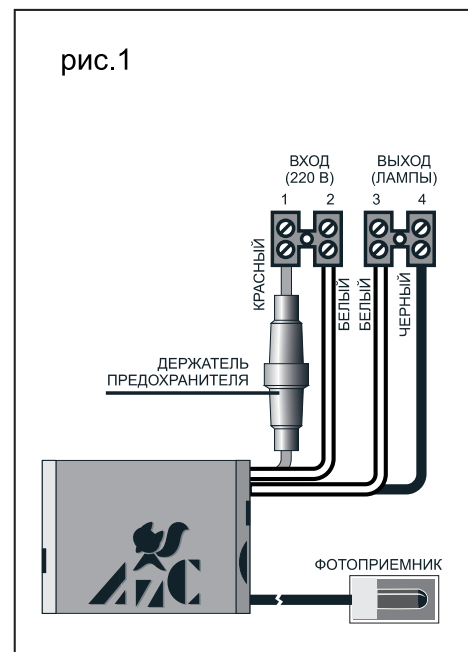 рис.1
ВХОД
(220 В)
ВЫХОД
(ЛАМПЫ)
1 2 3 4
КРАСНЫЙ
БЕЛЫЙ
БЕЛЫЙ
ЧЕРНЫЙ
ДЕРЖАТЕЛЬ
ПРЕДОХРАНИТЕЛЯ
ФОТОПРИЕМНИК